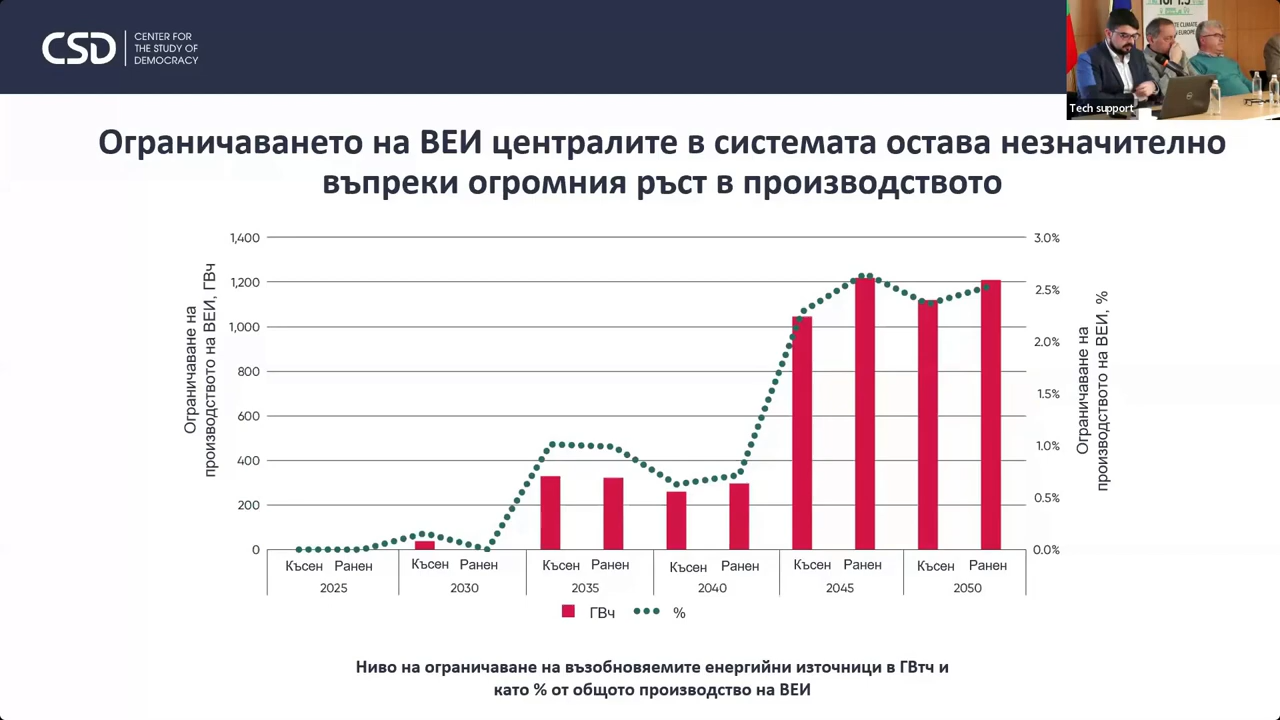 CSD
CENTER FOR
THE STUDY OF
DEMOCRACY
Tech support
Ограничаването на ВЕИ централите в системата остава незначително
въпреки огромния ръст в производството
Ограничаване на
производството на ВЕИ, ГВч
1,400
1,200
1,000
800
600
400
200
0
3.0%
2.5%
2.0%
1.5%
1.0%
0.5%
0.0%
Ограничаване на
производството на ВЕИ, %
Късен Ранен Късен Ранен Късен Ранен Късен Ранен Късен Ранен Късен Ранен
2025 2030 2035 2040 2045 2050
ГВч %
Ниво на ограничаване на възобновяемите енергийни източници в ГВтч и
като % от общото производство на ВЕИ